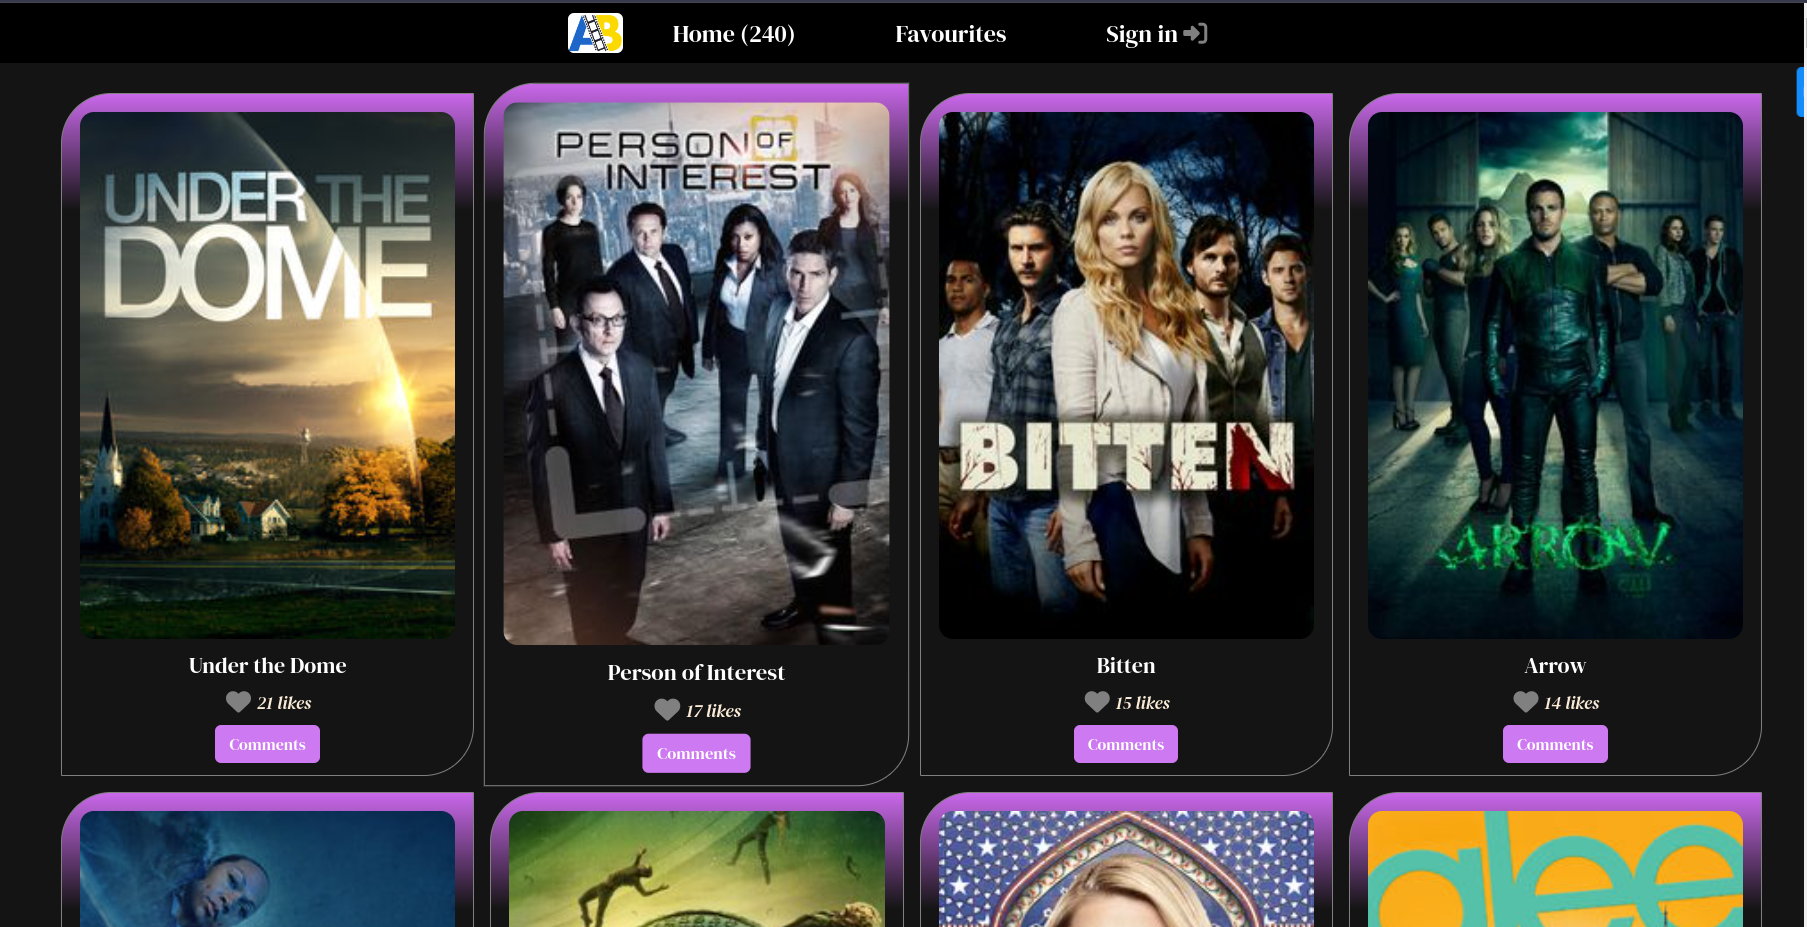 AB
Home (240)
Favourites
Sign in
UNDER THE
DOME
PERSON OF
INTEREST
BITTEN
ARROW
Under the Dome
21 likes
Comments
Person of Interest
17 likes
Comments
Bitten
15 likes
Comments
Arrow
14 likes
Comments
glee